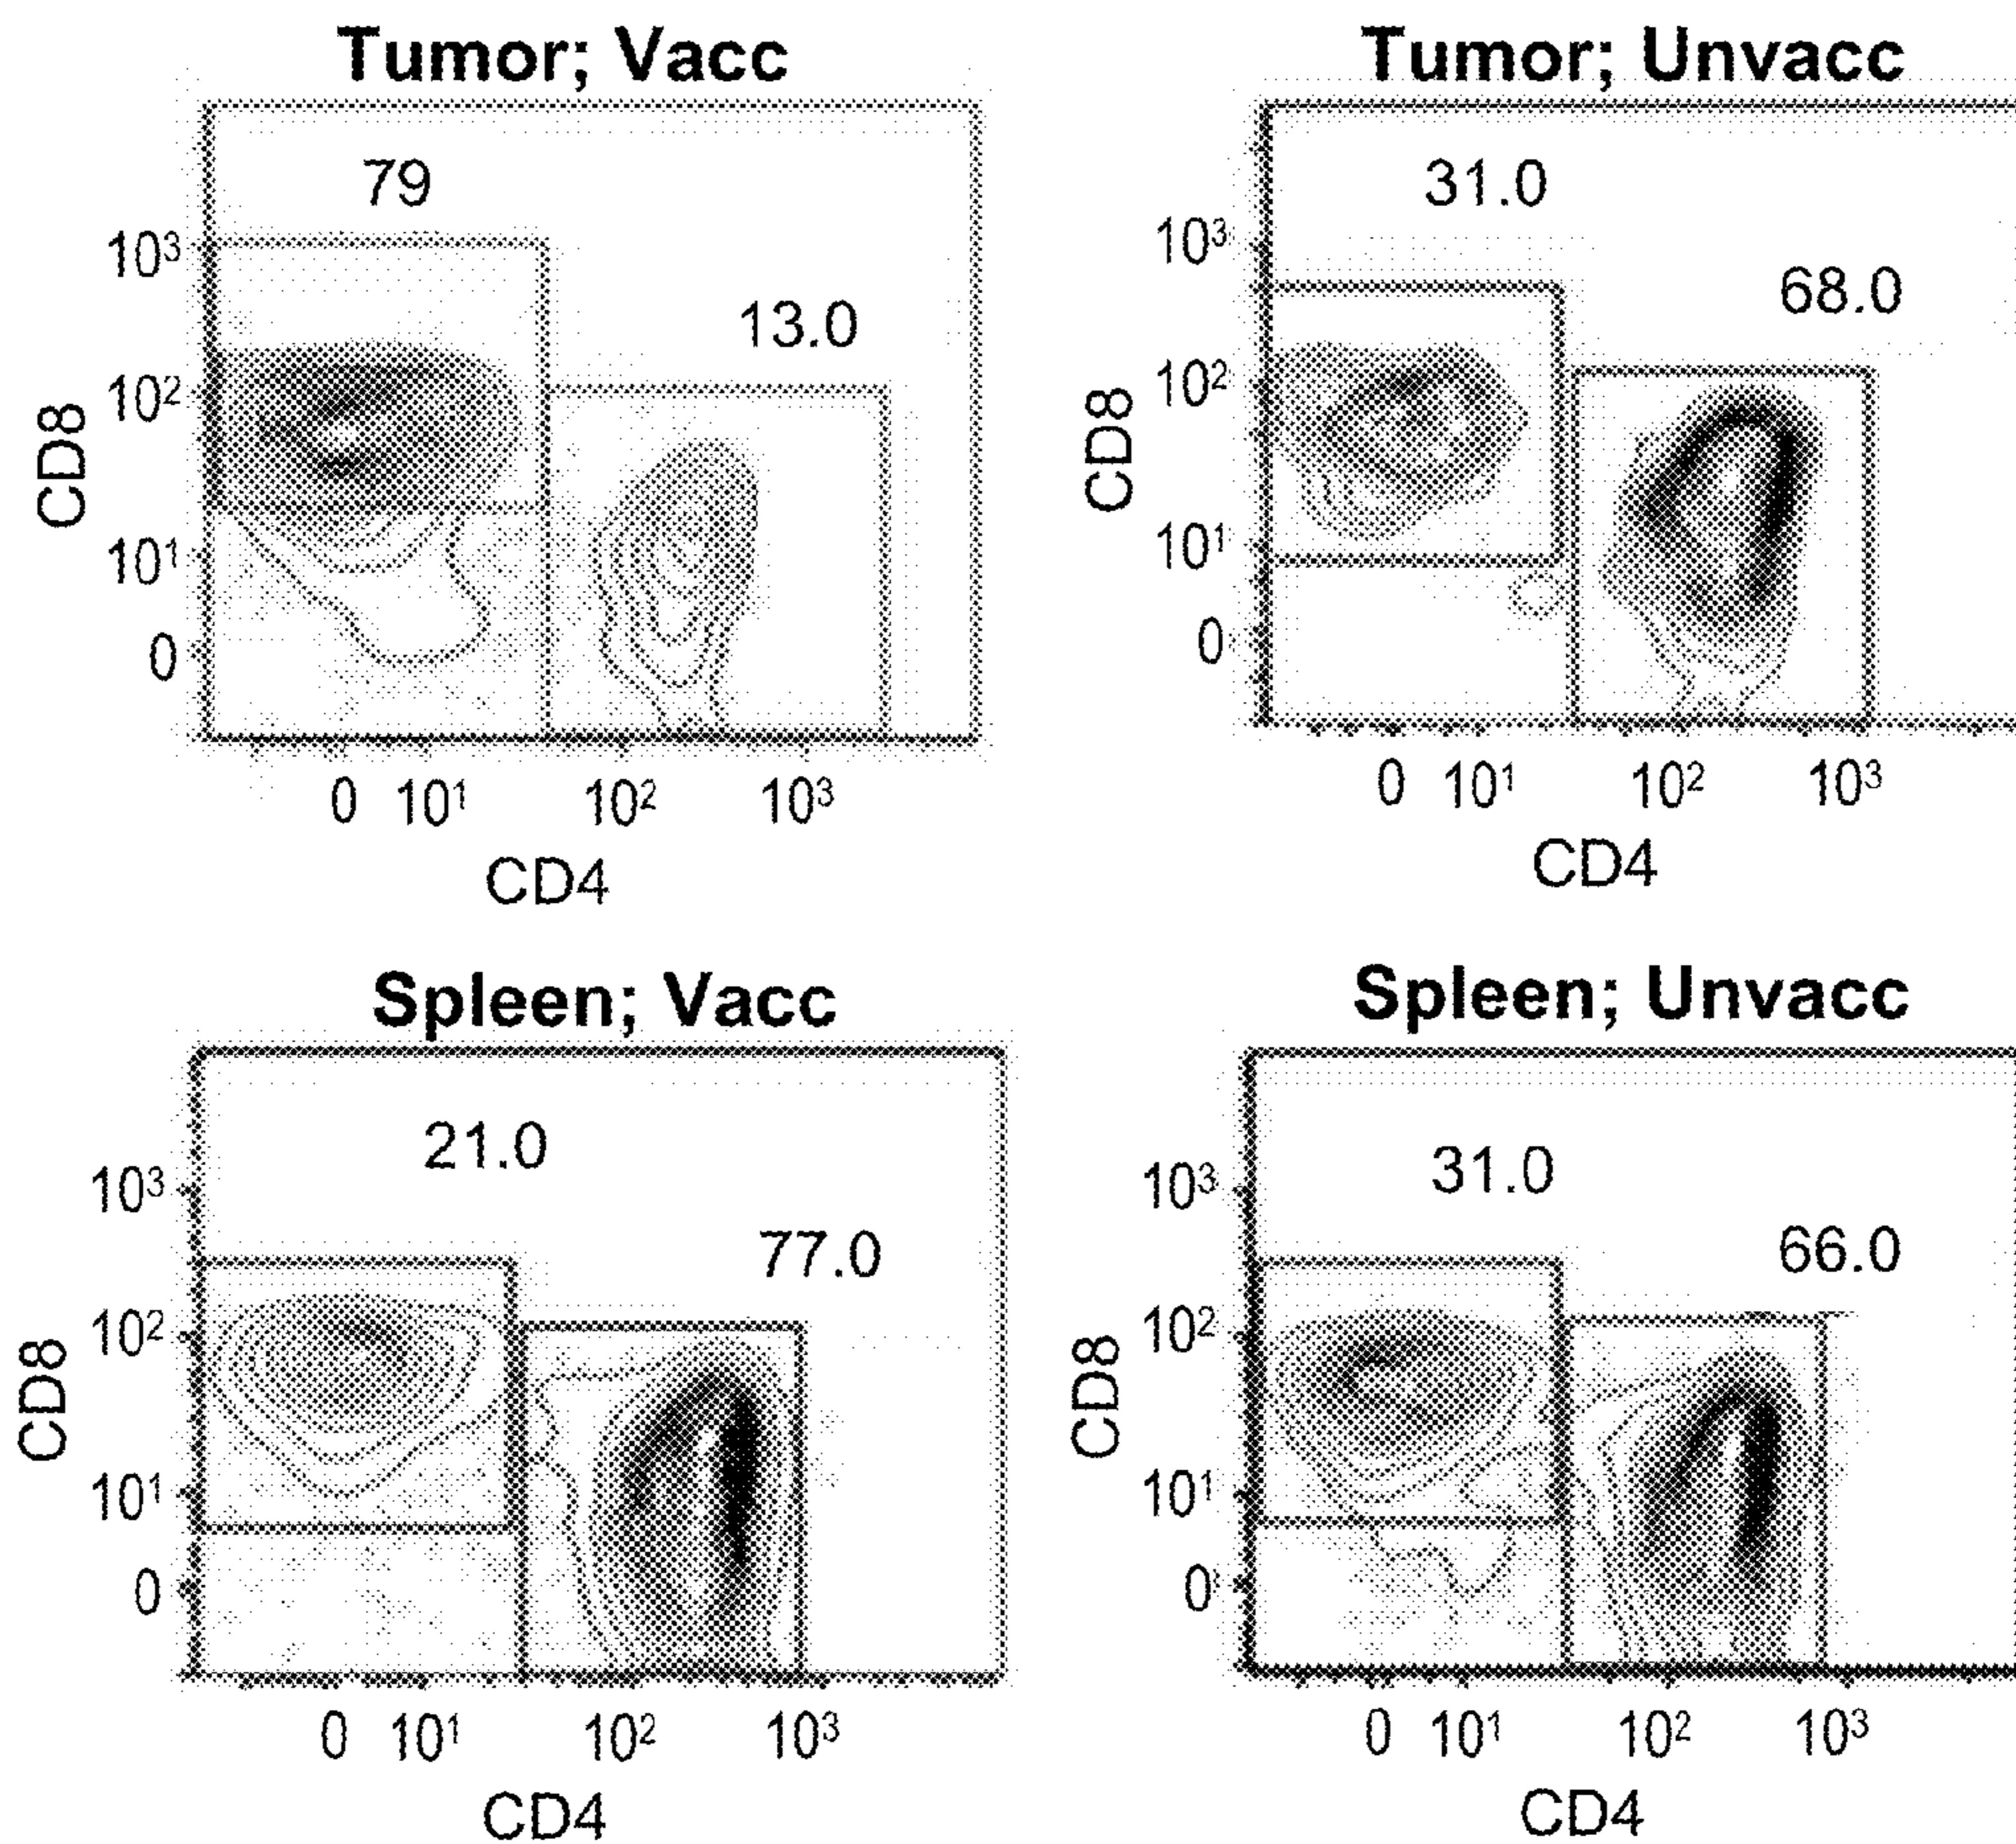 Tumor; Vacc
79
13.0
10³
10²
10¹
0
CD8
0 10¹ 10² 10³
CD4
Tumor; Unvacc
31.0
68.0
10³
10²
10¹
0
CD8
0 10¹ 10² 10³
CD4
Spleen; Vacc
21.0
77.0
10³
10²
10¹
0
CD8
0 10¹ 10² 10³
CD4
Spleen; Unvacc
31.0
66.0
10³
10²
10¹
0
CD8
0 10¹ 10² 10³
CD4